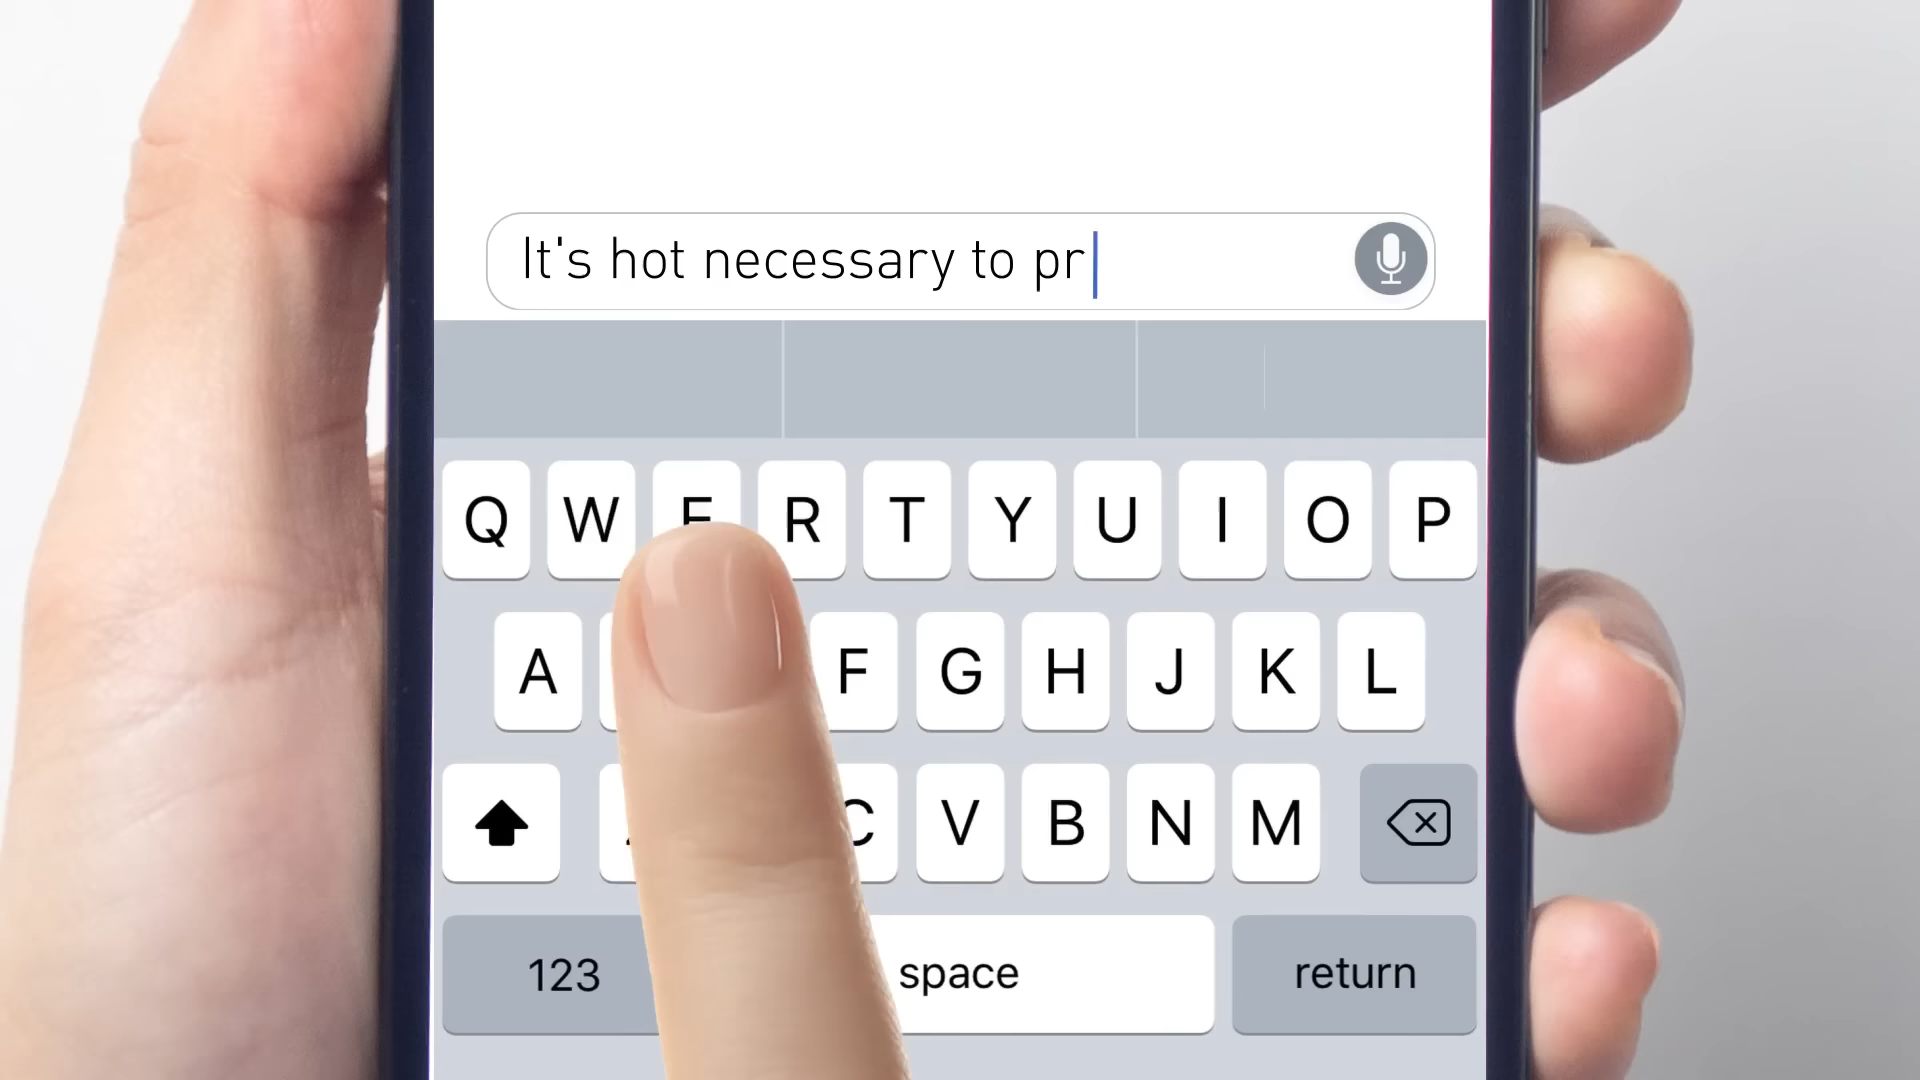 It's hot necessary to pr
Q W E R T Y U I O P
A F G H J K L
C V B N M
123 space return